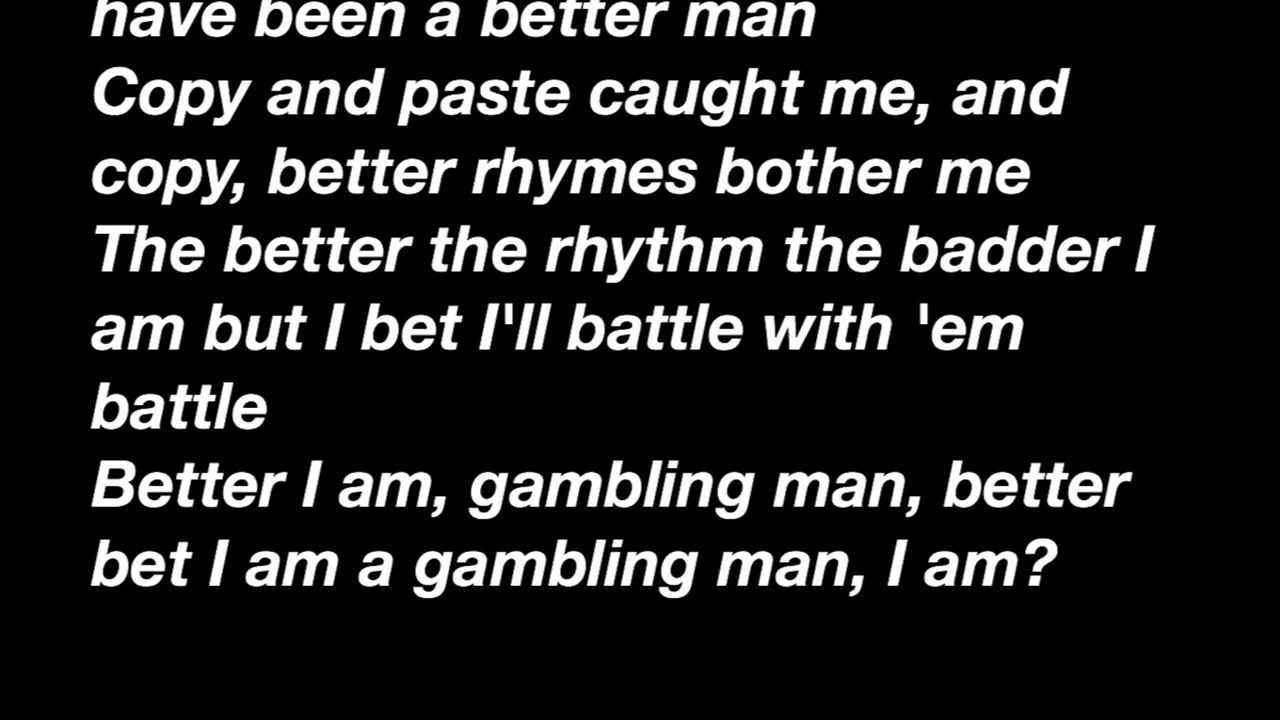 have been a better man
Copy and paste caught me, and
copy, better rhymes bother me
The better the rhythm the badder I
am but I bet I'll battle with 'em
battle
Better I am, gambling man, better
bet I am a gambling man, I am?